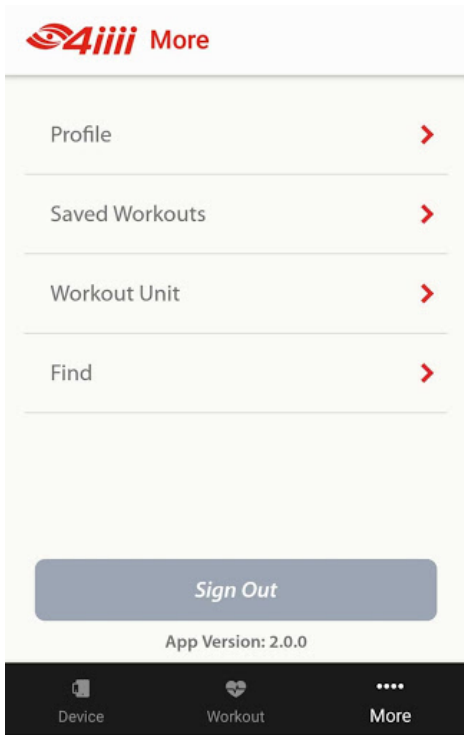 4iiii More
Profile
Saved Workouts
Workout Unit
Find
Sign Out
App Version: 2.0.0
Device Workout More